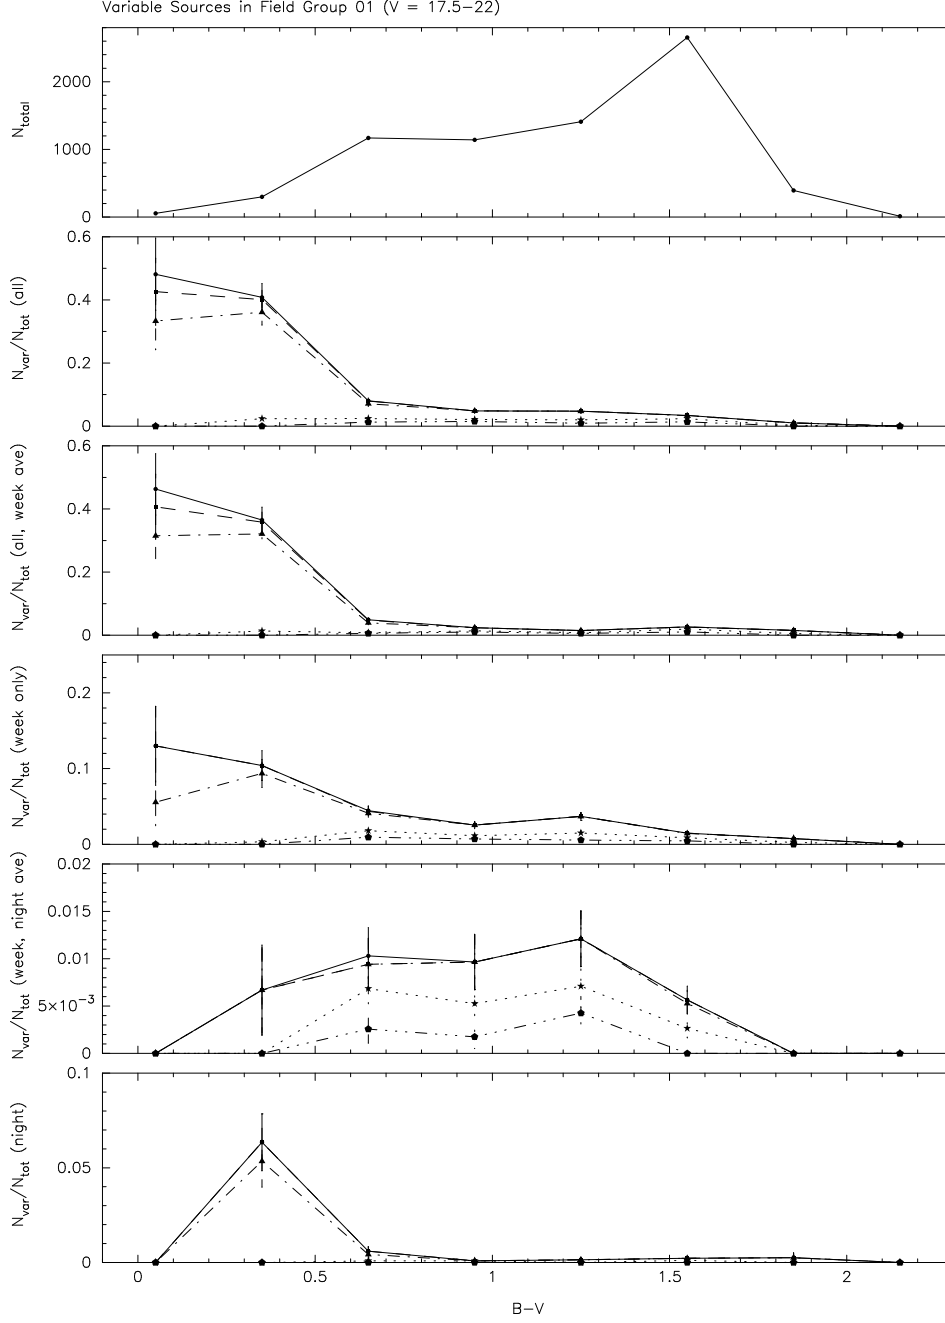 Variable Sources in Field Group 01 (V = 17.5−22)
N_total
2000
1000
0
N_var/N_tot (all)
0.6
0.4
0.2
0
N_var/N_tot (all, week ave)
0.6
0.4
0.2
0
N_var/N_tot (week only)
0.2
0.1
0
N_var/N_tot (week, night ave)
0.02
0.015
0.01
5×10⁻³
0
N_var/N_tot (night)
0.1
0.05
0
0 0.5 1 1.5 2
B−V